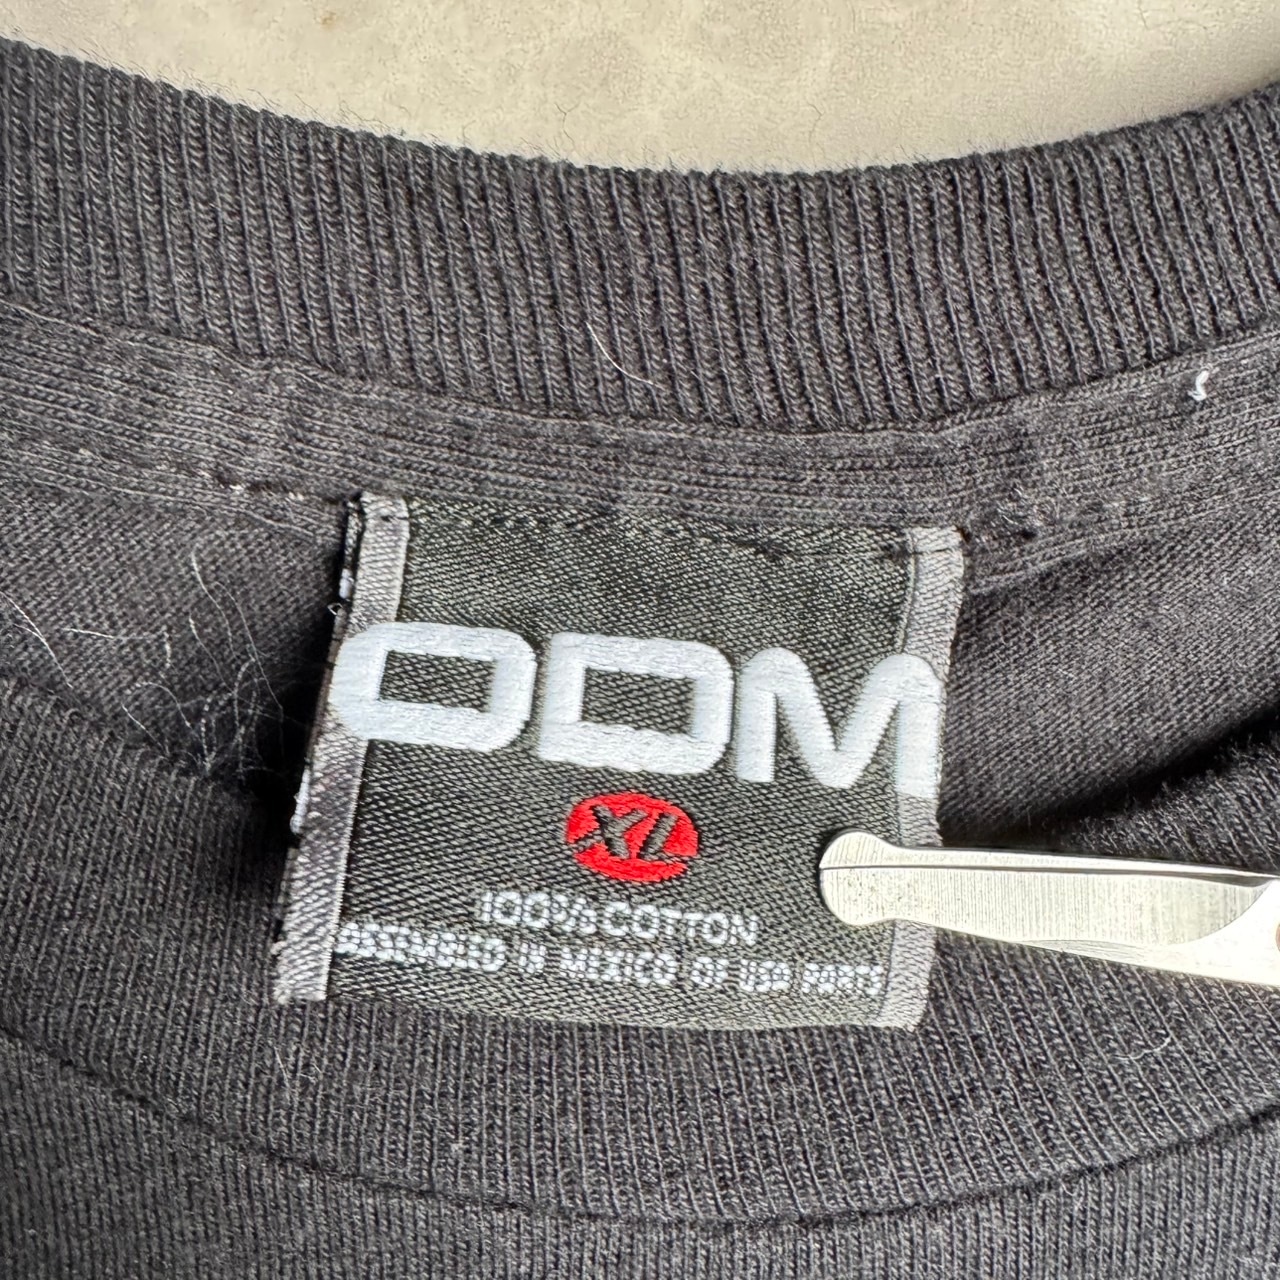 ODM
XL
100% COTTON
ASSEMBLED IN MEXICO OF USA PARTS